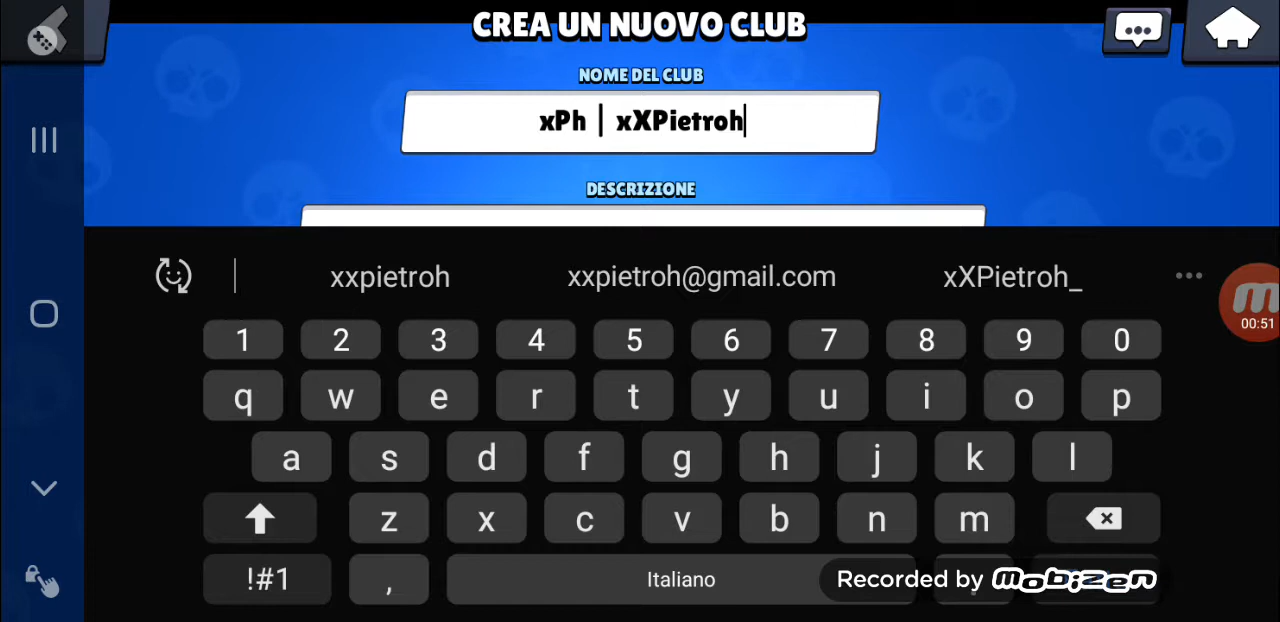 CREA UN NUOVO CLUB
NOME DEL CLUB
xPh | xXPietroh
DESCRIZIONE
xxpietroh xxpietroh@gmail.com xXPietroh_
1 2 3 4 5 6 7 8 9 0
q w e r t y u i o p
00:51
a s d f g h j k l
z x c v b n m
!#1 , Italiano
Recorded by mobizen